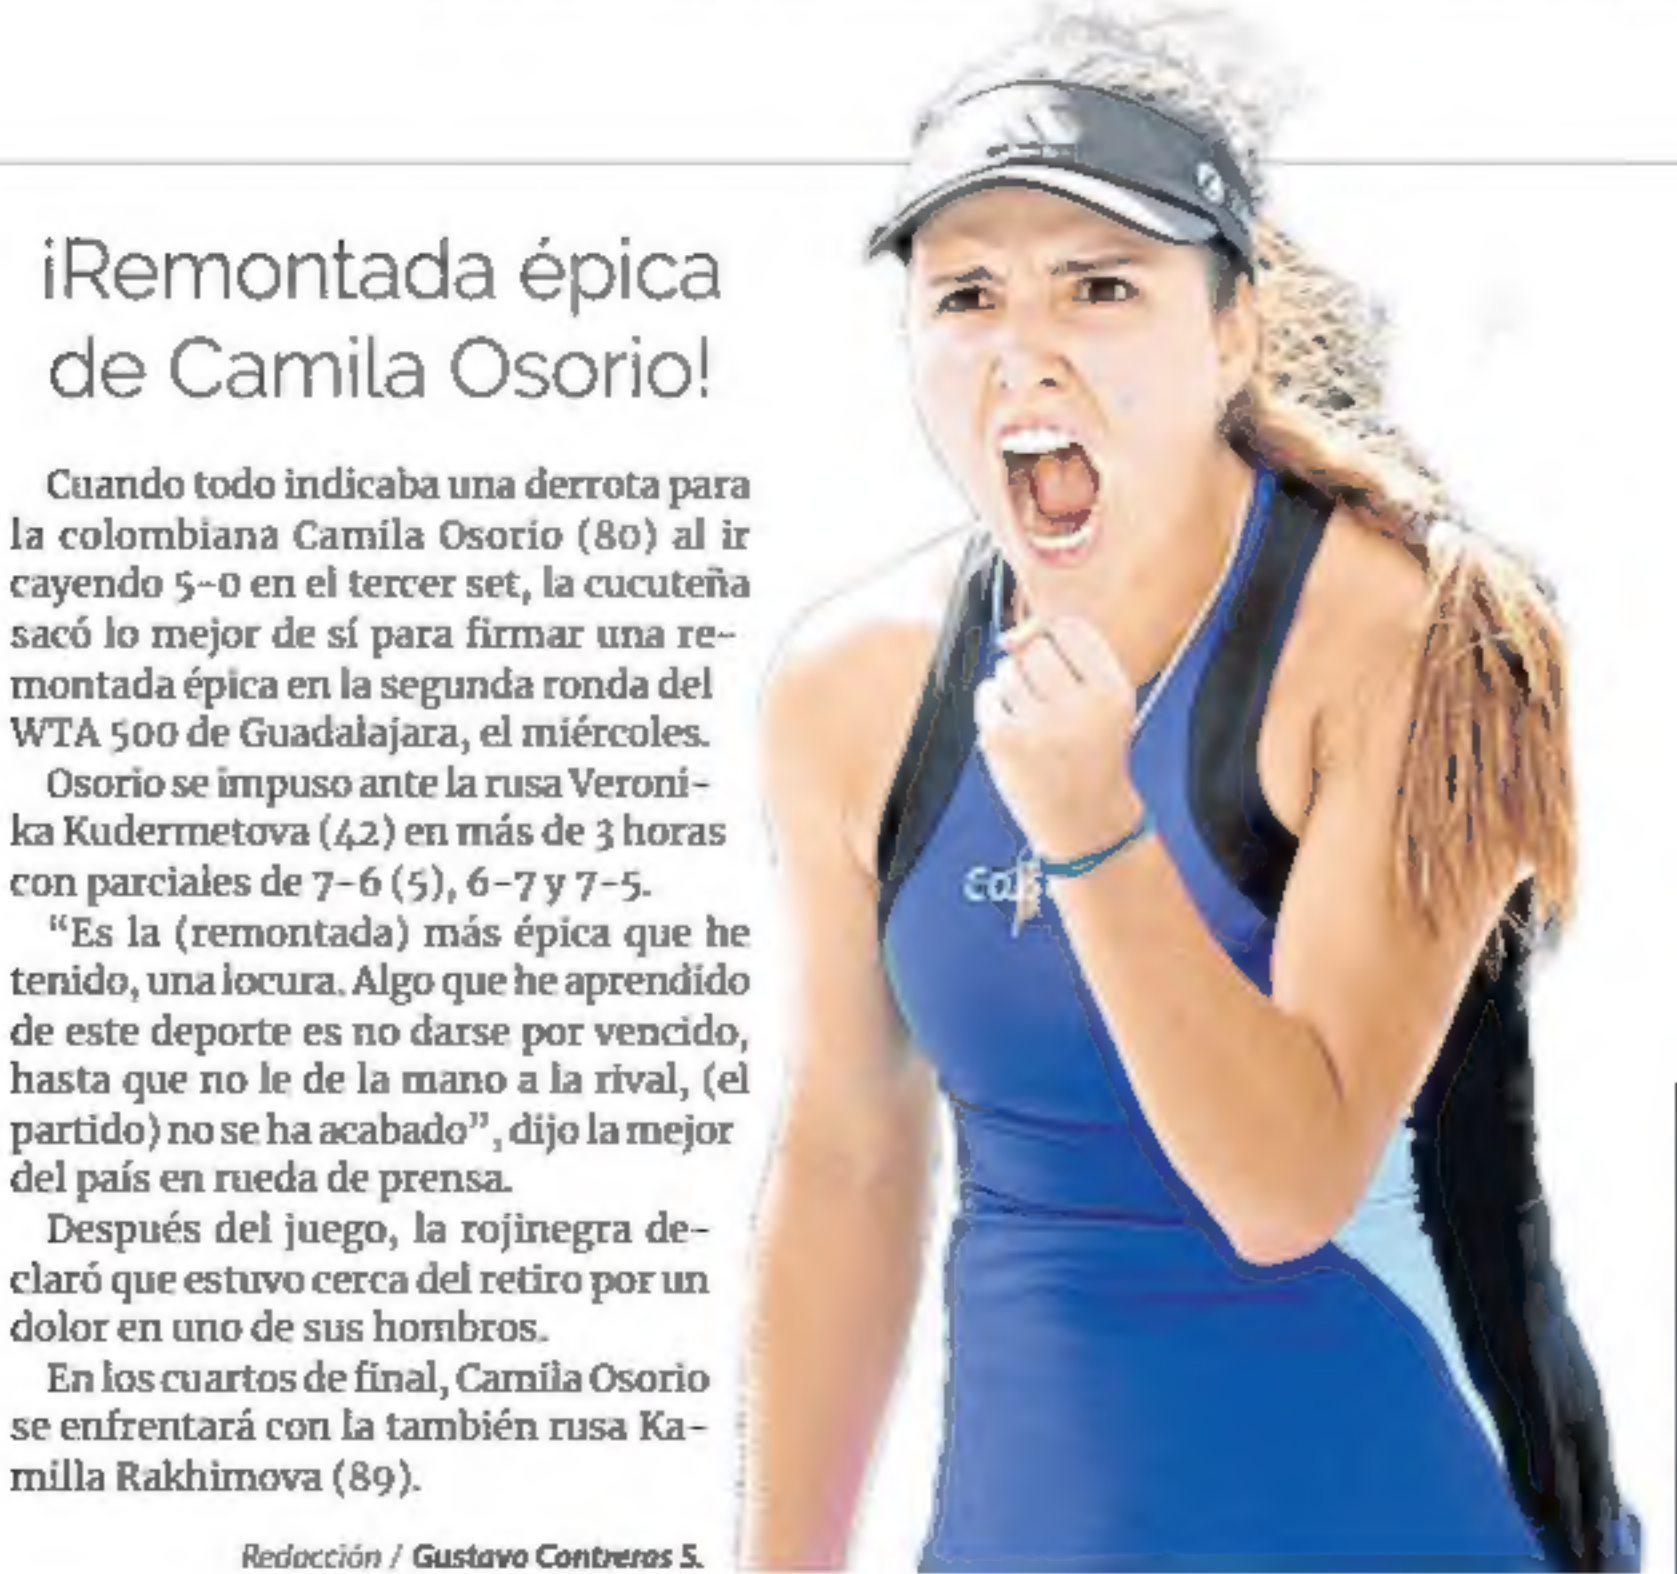 ¡Remontada épica
de Camila Osorio!
Cuando todo indicaba una derrota para
la colombiana Camila Osorio (80) al ir
cayendo 5-0 en el tercer set, la cucuteña
sacó lo mejor de sí para firmar una re-
montada épica en la segunda ronda del
WTA 500 de Guadalajara, el miércoles.
Osorio se impuso ante la rusa Veroni-
ka Kudermetova (42) en más de 3 horas
con parciales de 7-6 (5), 6-7 y 7-5.
“Es la (remontada) más épica que he
tenido, una locura. Algo que he aprendido
de este deporte es no darse por vencido,
hasta que no le de la mano a la rival, (el
partido) no se ha acabado”, dijo la mejor
del país en rueda de prensa.
Después del juego, la rojinegra de-
claró que estuvo cerca del retiro por un
dolor en uno de sus hombros.
En los cuartos de final, Camila Osorio
se enfrentará con la también rusa Ka-
milla Rakhimova (89).
Redacción / Gustavo Contreras S.